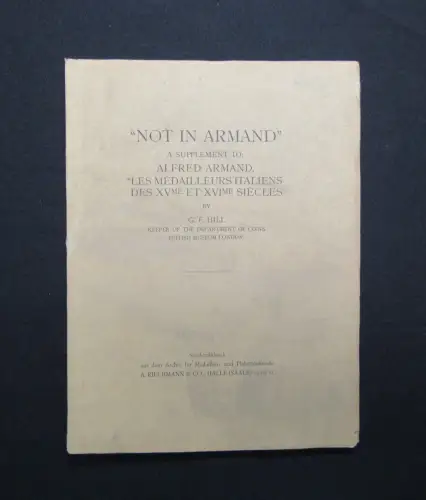 "NOT IN ARMAND"
A SUPPLEMENT TO
ALFRED ARMAND,
"LES MÉDAILLEURS ITALIENS
DES XVME ET XVIME SIÈCLES
BY
G. F. HILL
KEEPER OF THE DEPARTMENT OF COINS,
BRITISH MUSEUM LONDON
Sonderabdruck
aus dem Archiv für Medaillen- und Plakettenkunde
A. RIECHMANN & CO., HALLE (SAALE)